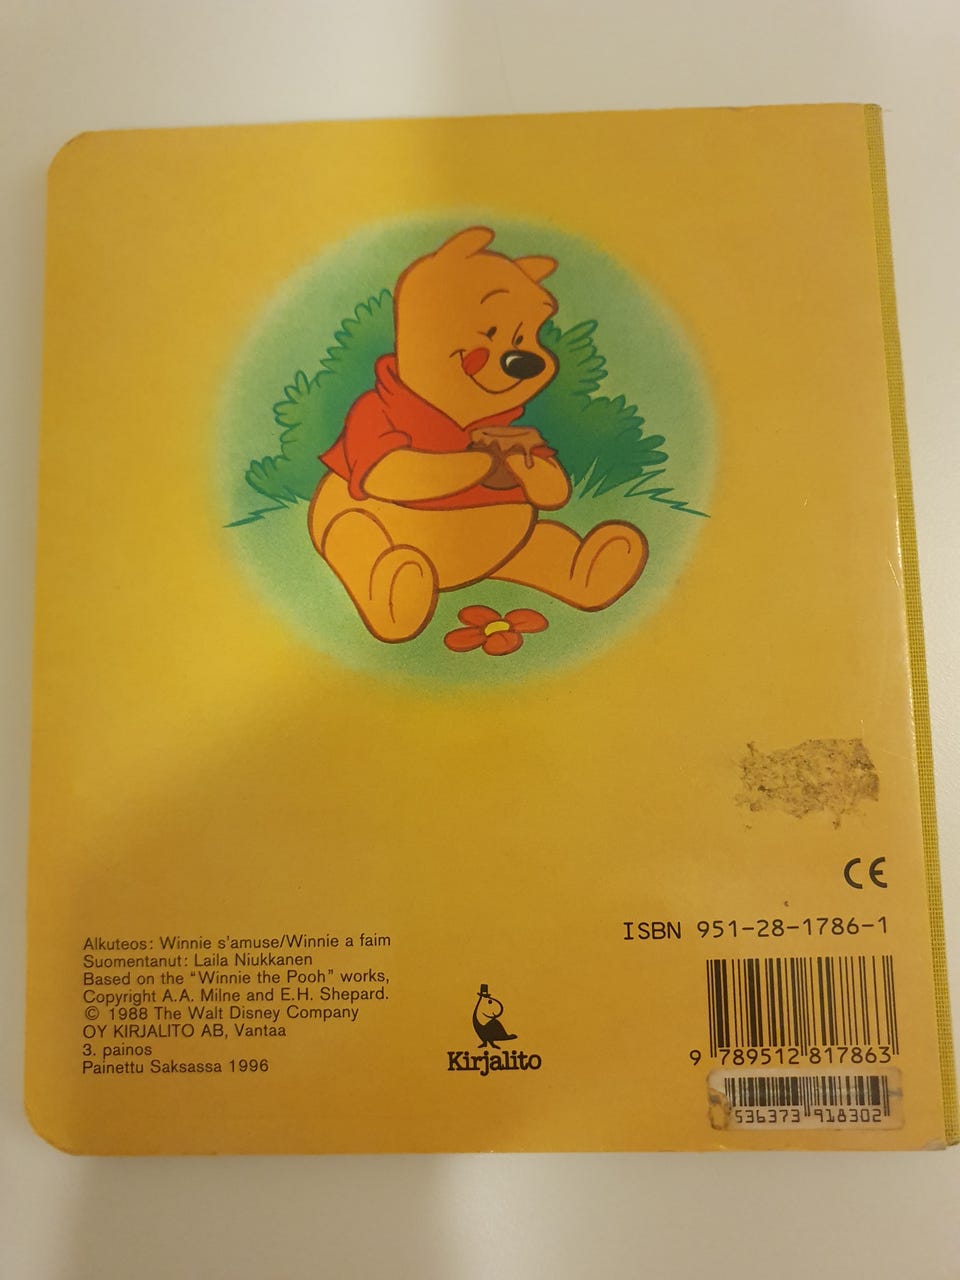 CE
ISBN 951-28-1786-1
Alkuteos: Winnie s'amuse/Winnie a faim
Suomentanut: Laila Niukkanen
Based on the “Winnie the Pooh” works,
Copyright A.A. Milne and E.H. Shepard.
© 1988 The Walt Disney Company
OY KIRJALITO AB, Vantaa
3. painos
Painettu Saksassa 1996
Kirjalito
9 789512 817863
536373 918302